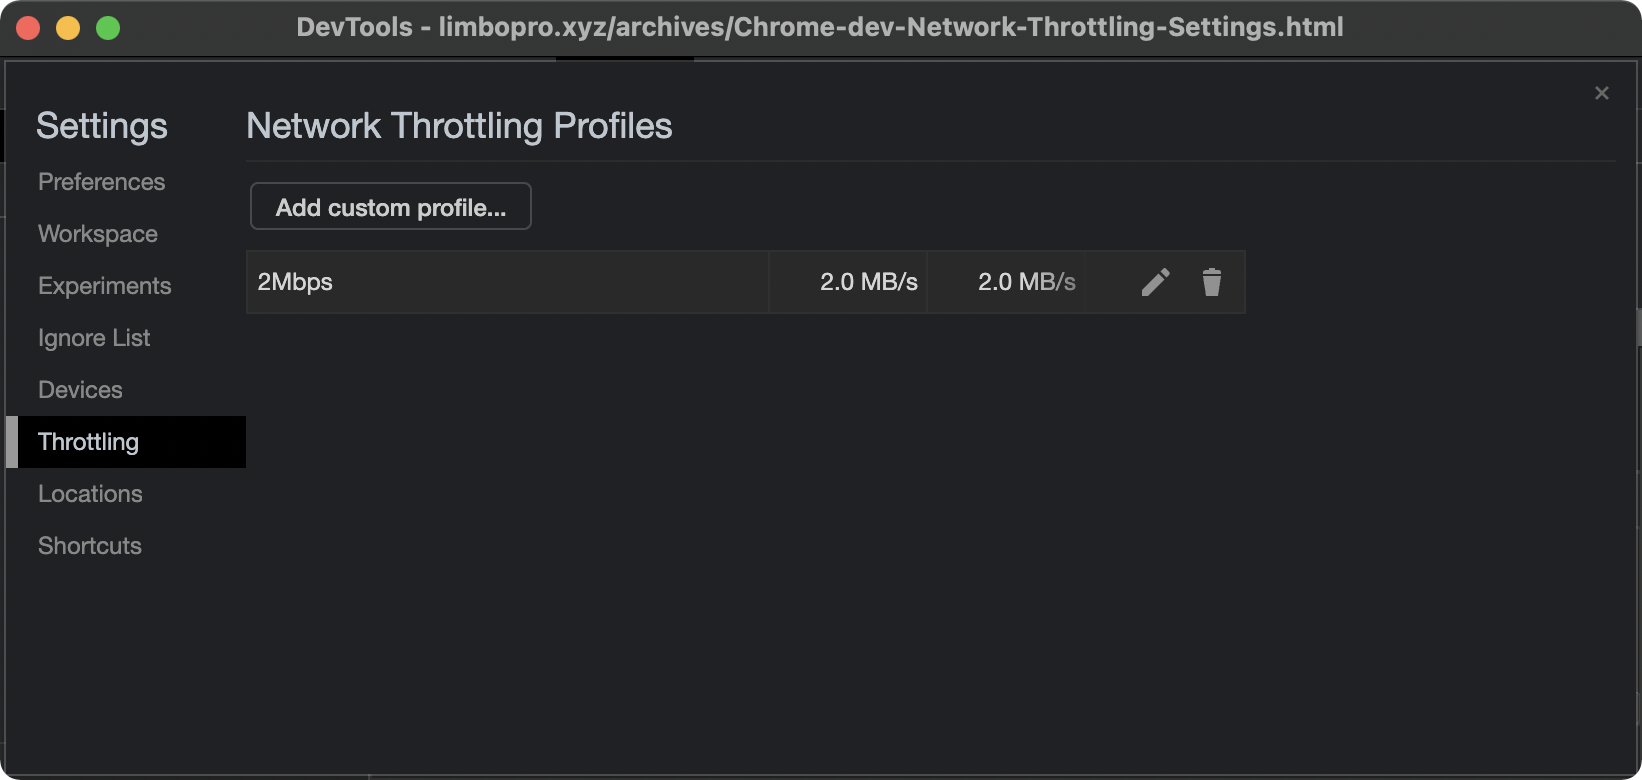 DevTools - limbopro.xyz/archives/Chrome-dev-Network-Throttling-Settings.html
Settings
Preferences
Workspace
Experiments
Ignore List
Devices
Throttling
Locations
Shortcuts
Network Throttling Profiles
Add custom profile...
2Mbps 2.0 MB/s 2.0 MB/s